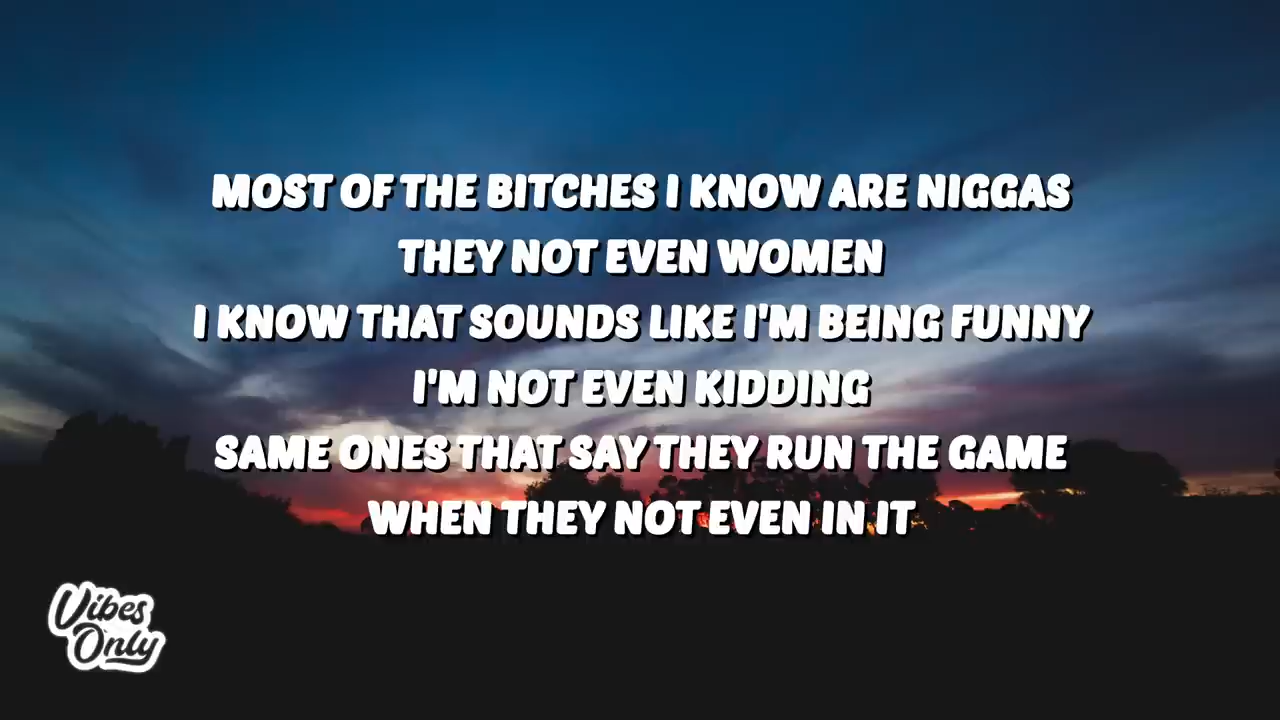 MOST OF THE BITCHES I KNOW ARE NIGGAS
THEY NOT EVEN WOMEN
I KNOW THAT SOUNDS LIKE I'M BEING FUNNY
I'M NOT EVEN KIDDING
SAME ONES THAT SAY THEY RUN THE GAME
WHEN THEY NOT EVEN IN IT
Vibes
Only